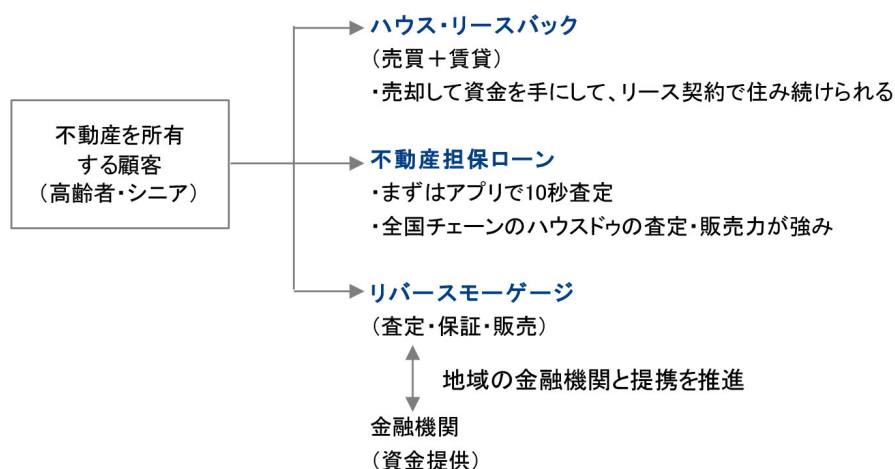 ハウス・リースバック
(売買＋賃貸)
・売却して資金を手にして、リース契約で住み続けられる
不動産を所有
する顧客
(高齢者・シニア)
不動産担保ローン
・まずはアプリで10秒査定
・全国チェーンのハウスドゥの査定・販売力が強み
リバースモーゲージ
(査定・保証・販売)
地域の金融機関と提携を推進
金融機関
(資金提供)